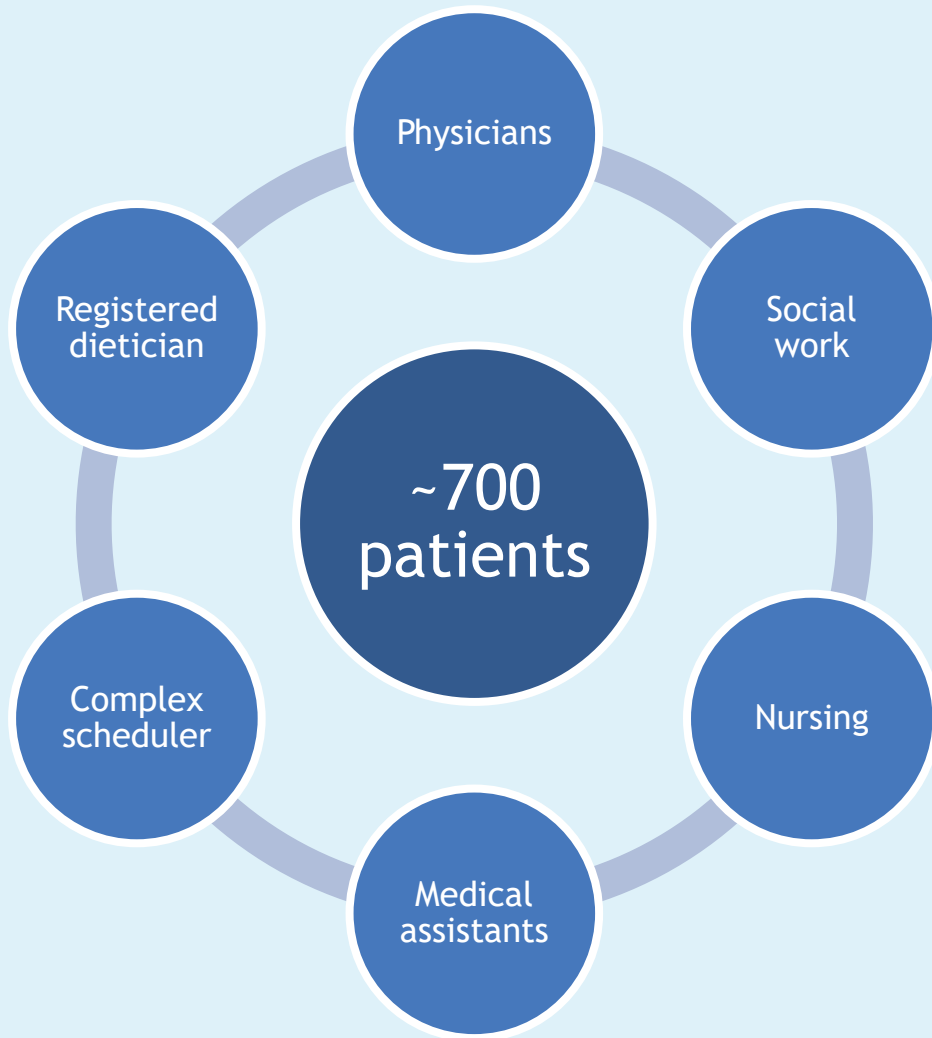 Physicians
Registered
dietician
Social
work
~700
patients
Complex
scheduler
Nursing
Medical
assistants